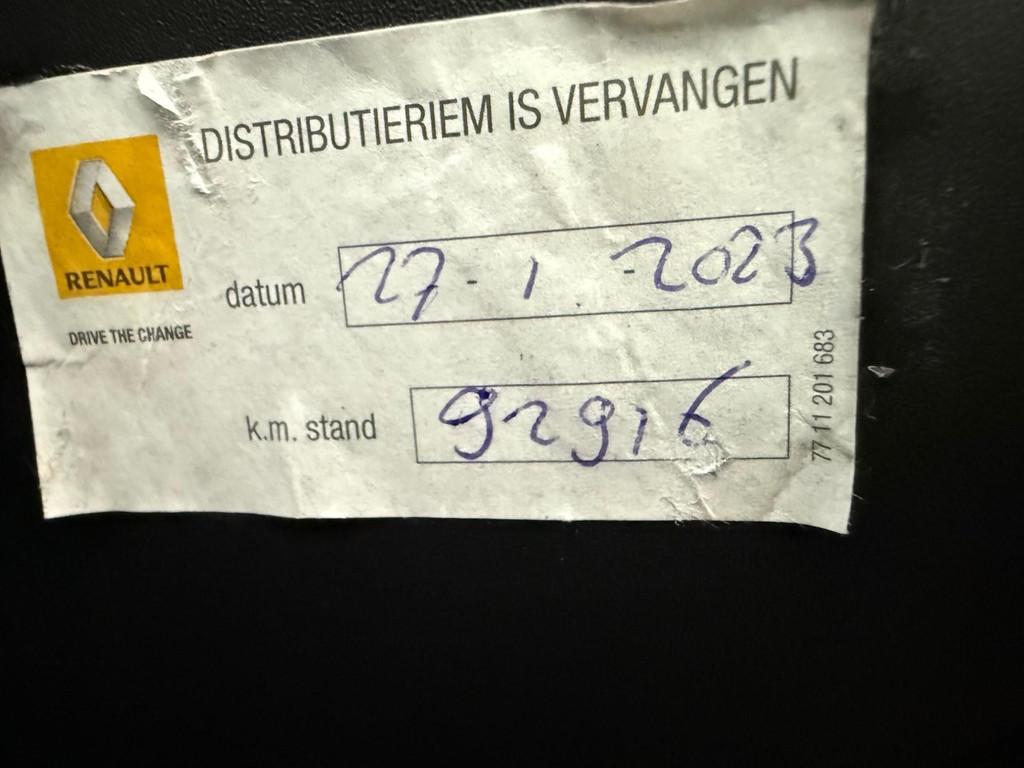 DISTRIBUTIERIEM IS VERVANGEN
RENAULT
DRIVE THE CHANGE
datum 27-1-2023
k.m. stand 92916
77 11 201 683